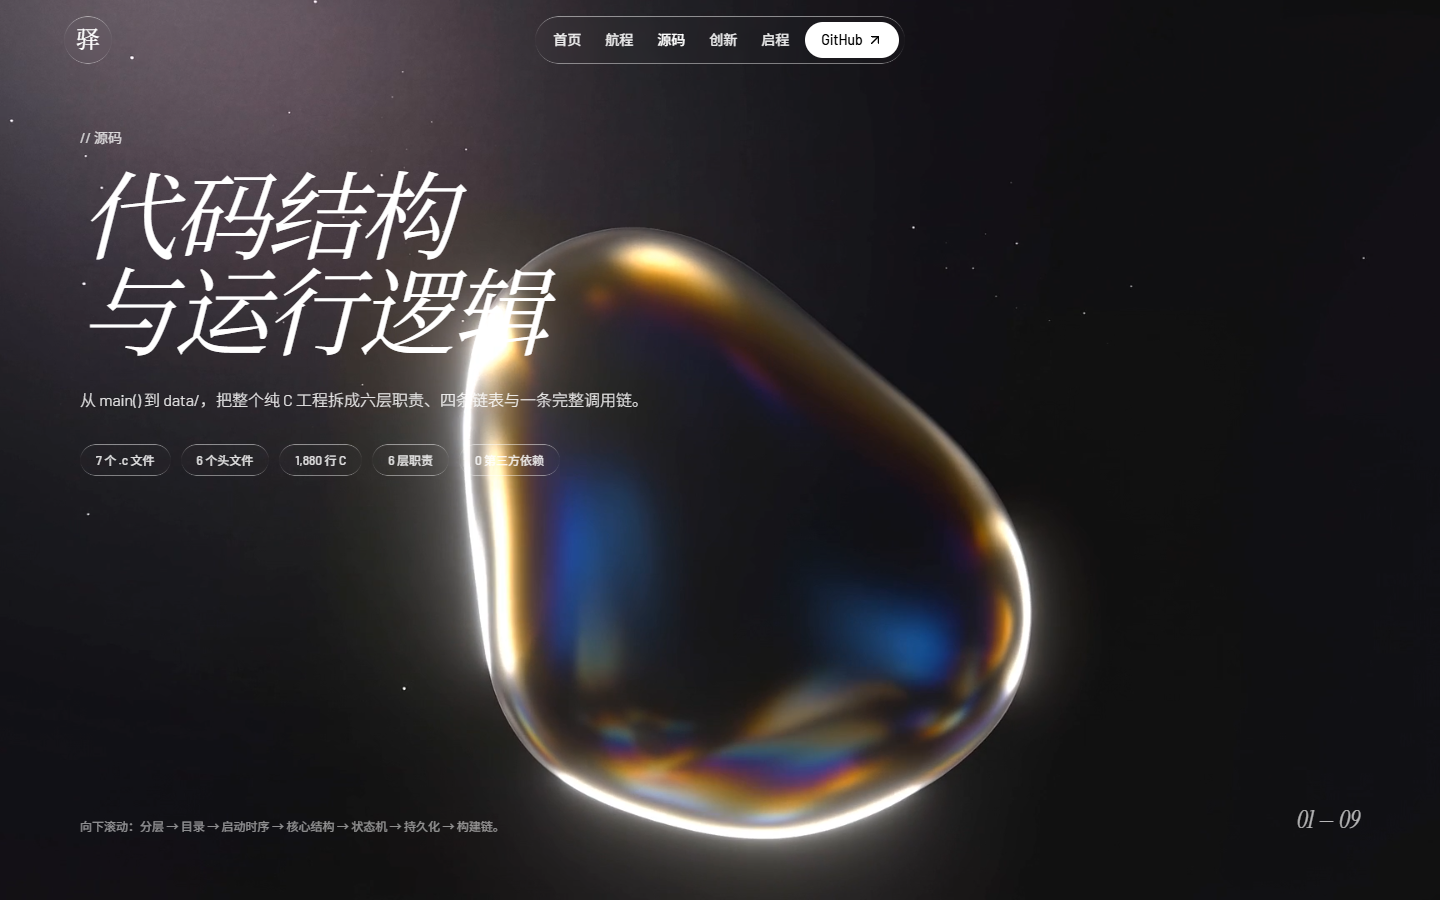 驿
首页 航程 源码 创新 启程 GitHub
// 源码
代码结构
与运行逻辑
从 main() 到 data/，把整个纯 C 工程拆成六层职责、四条链表与一条完整调用链。
7 个 .c 文件 6 个头文件 1,880 行 C 6 层职责 0 第三方依赖
向下滚动：分层 → 目录 → 启动时序 → 核心结构 → 状态机 → 持久化 → 构建链。
01 — 09